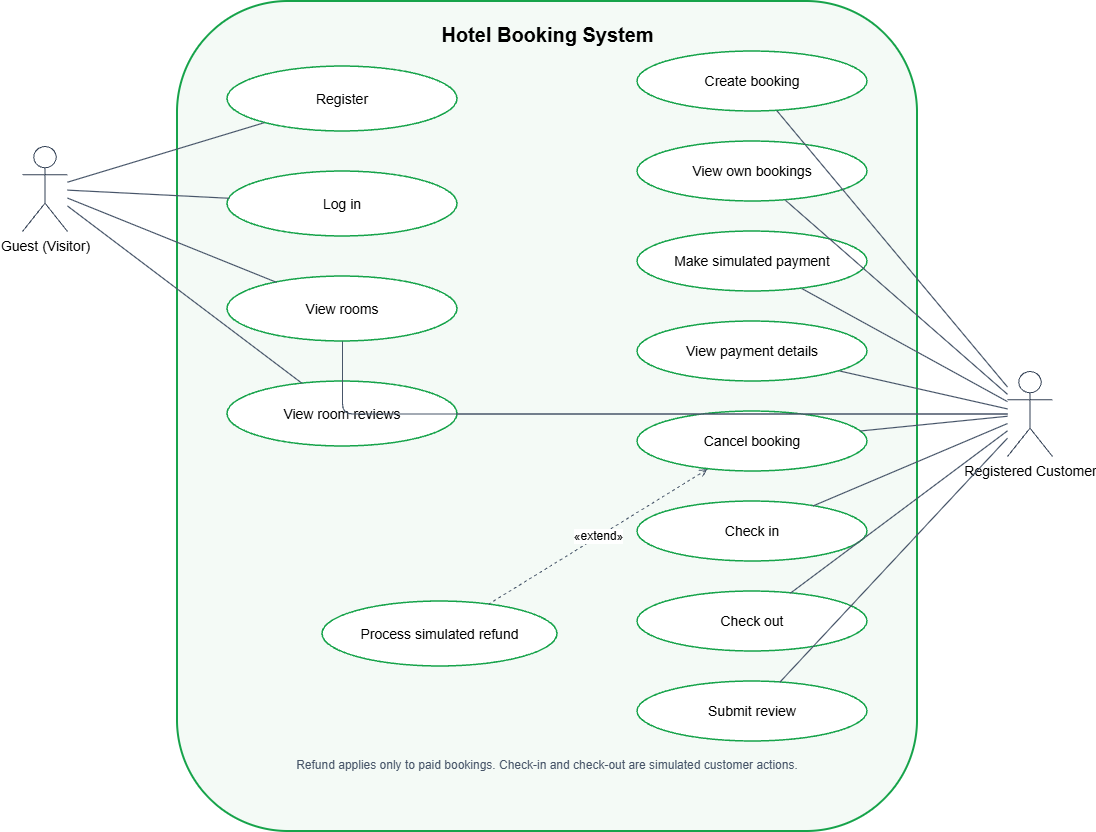 Hotel Booking System
Register
Log in
View rooms
View room reviews
Create booking
View own bookings
Make simulated payment
View payment details
Cancel booking
Check in
Check out
Submit review
«extend»
Process simulated refund
Guest (Visitor)
Registered Customer
Refund applies only to paid bookings. Check-in and check-out are simulated customer actions.